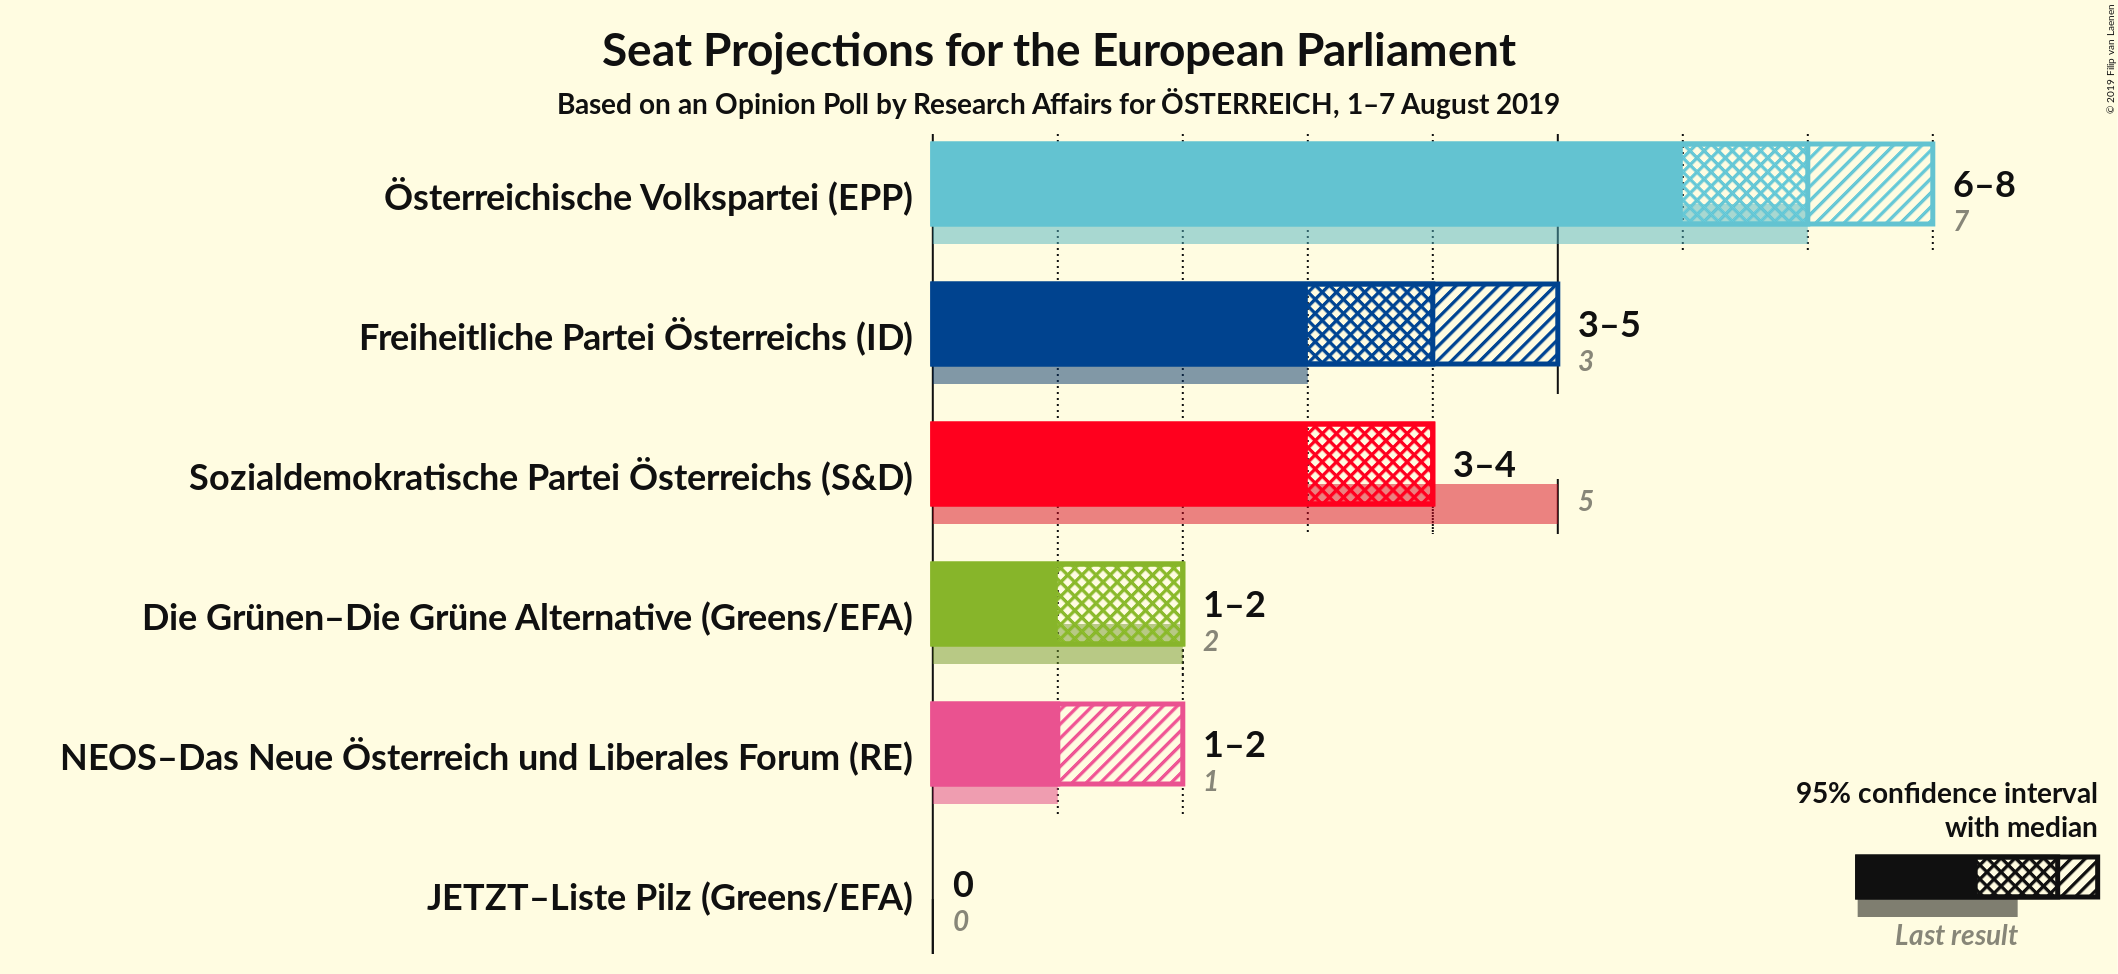 Seat Projections for the European Parliament
Based on an Opinion Poll by Research Affairs for ÖSTERREICH, 1–7 August 2019
© 2019 Filip van Laenen
Österreichische Volkspartei (EPP)
6–8
7
Freiheitliche Partei Österreichs (ID)
3–5
3
Sozialdemokratische Partei Österreichs (S&D)
3–4
5
Die Grünen–Die Grüne Alternative (Greens/EFA)
1–2
2
NEOS–Das Neue Österreich und Liberales Forum (RE)
1–2
1
JETZT–Liste Pilz (Greens/EFA)
0
0
95% confidence interval
with median
Last result